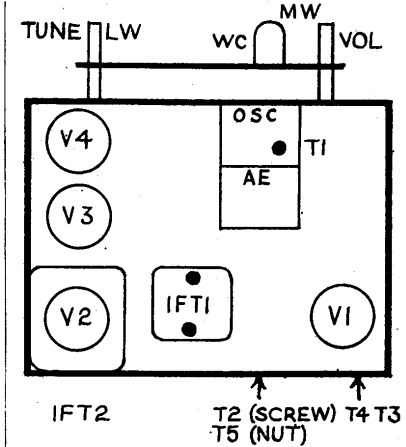 MW
TUNE LW WC VOL
OSC
V4 T1
AE
V3
V2 IFT1 V1
IFT2 T2 (SCREW) T4 T3
T5 (NUT)